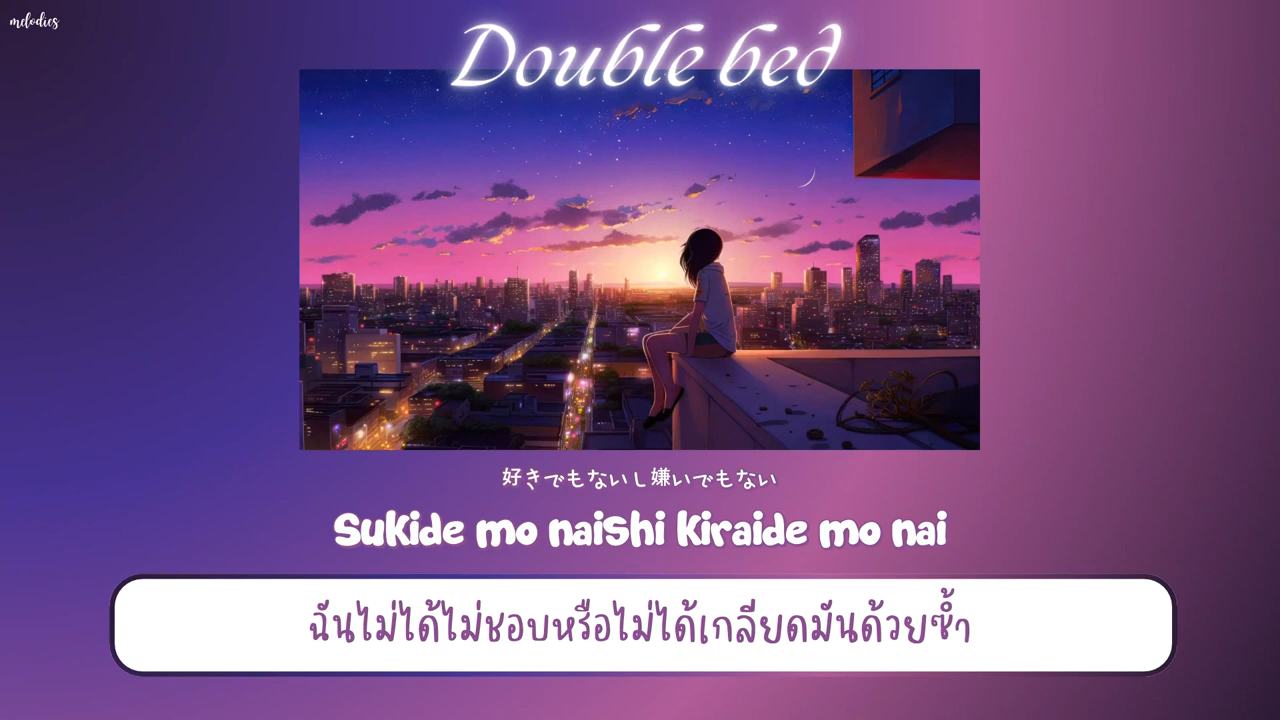 melodies
Double bed
好きでもないし嫌いでもない
Sukide mo naishi kiraide mo nai
ฉันไม่ได้ไม่ชอบหรือไม่ได้เกลียดมันด้วยซ้ำ